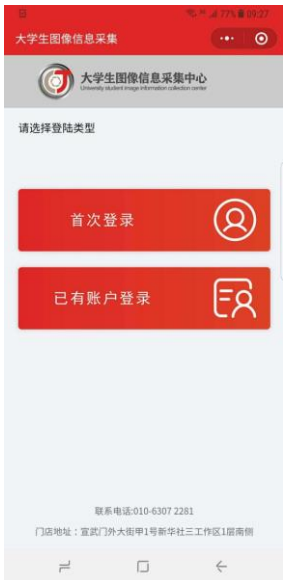 77% 09:27
大学生图像信息采集
大学生图像信息采集中心
University student image information collection center
请选择登陆类型
首次登录
已有账户登录
联系电话:010-6307 2281
门店地址：宣武门外大街甲1号新华社三工作区1层南侧